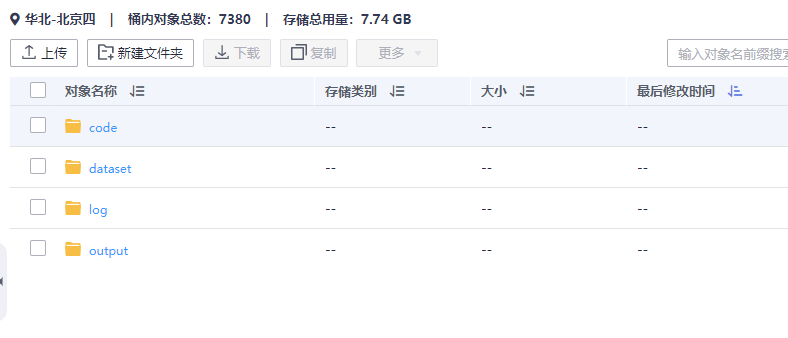 华北-北京四 | 桶内对象总数：7380 | 存储总用量：7.74 GB
上传 新建文件夹 下载 复制 更多 输入对象名前缀搜索
对象名称 存储类别 大小 最后修改时间
code -- -- --
dataset -- -- --
log -- -- --
output -- -- --